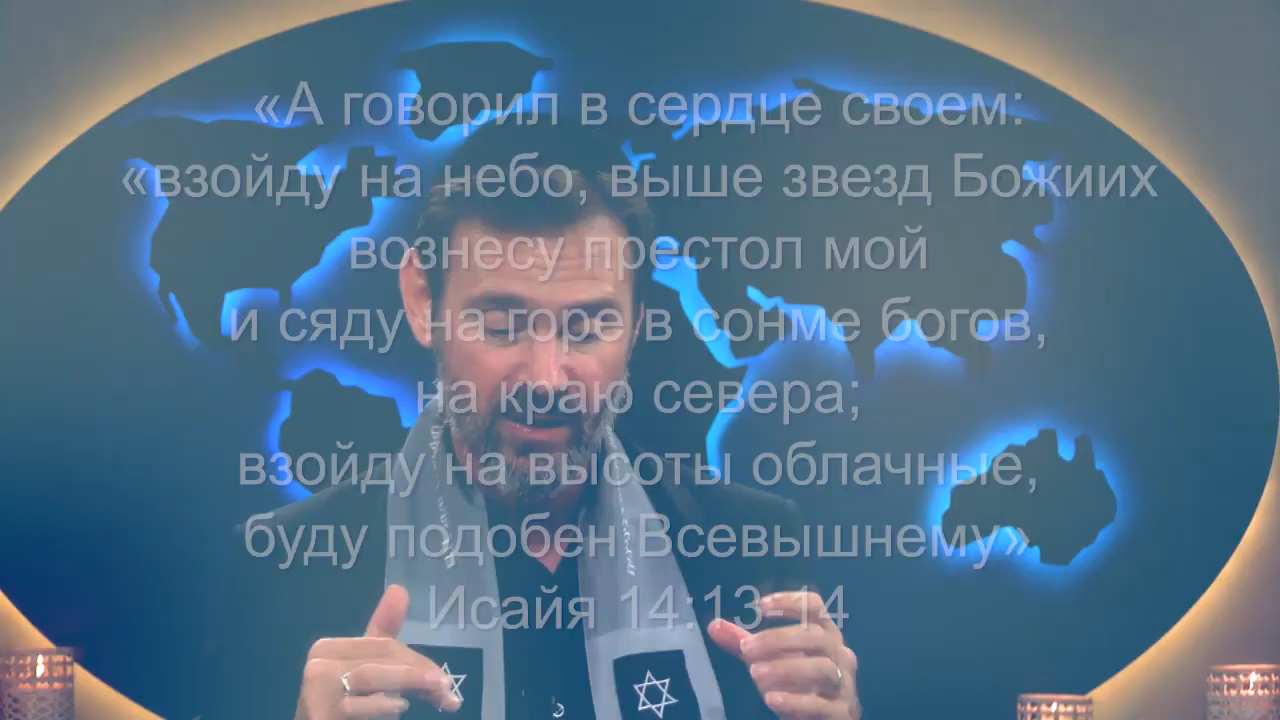 «А говорил в сердце своем:
«взойду на небо, выше звезд Божиих
вознесу престол мой
и сяду на горе в сонме богов,
на краю севера;
взойду на высоты облачные,
буду подобен Всевышнему»
Исайя 14:13-14